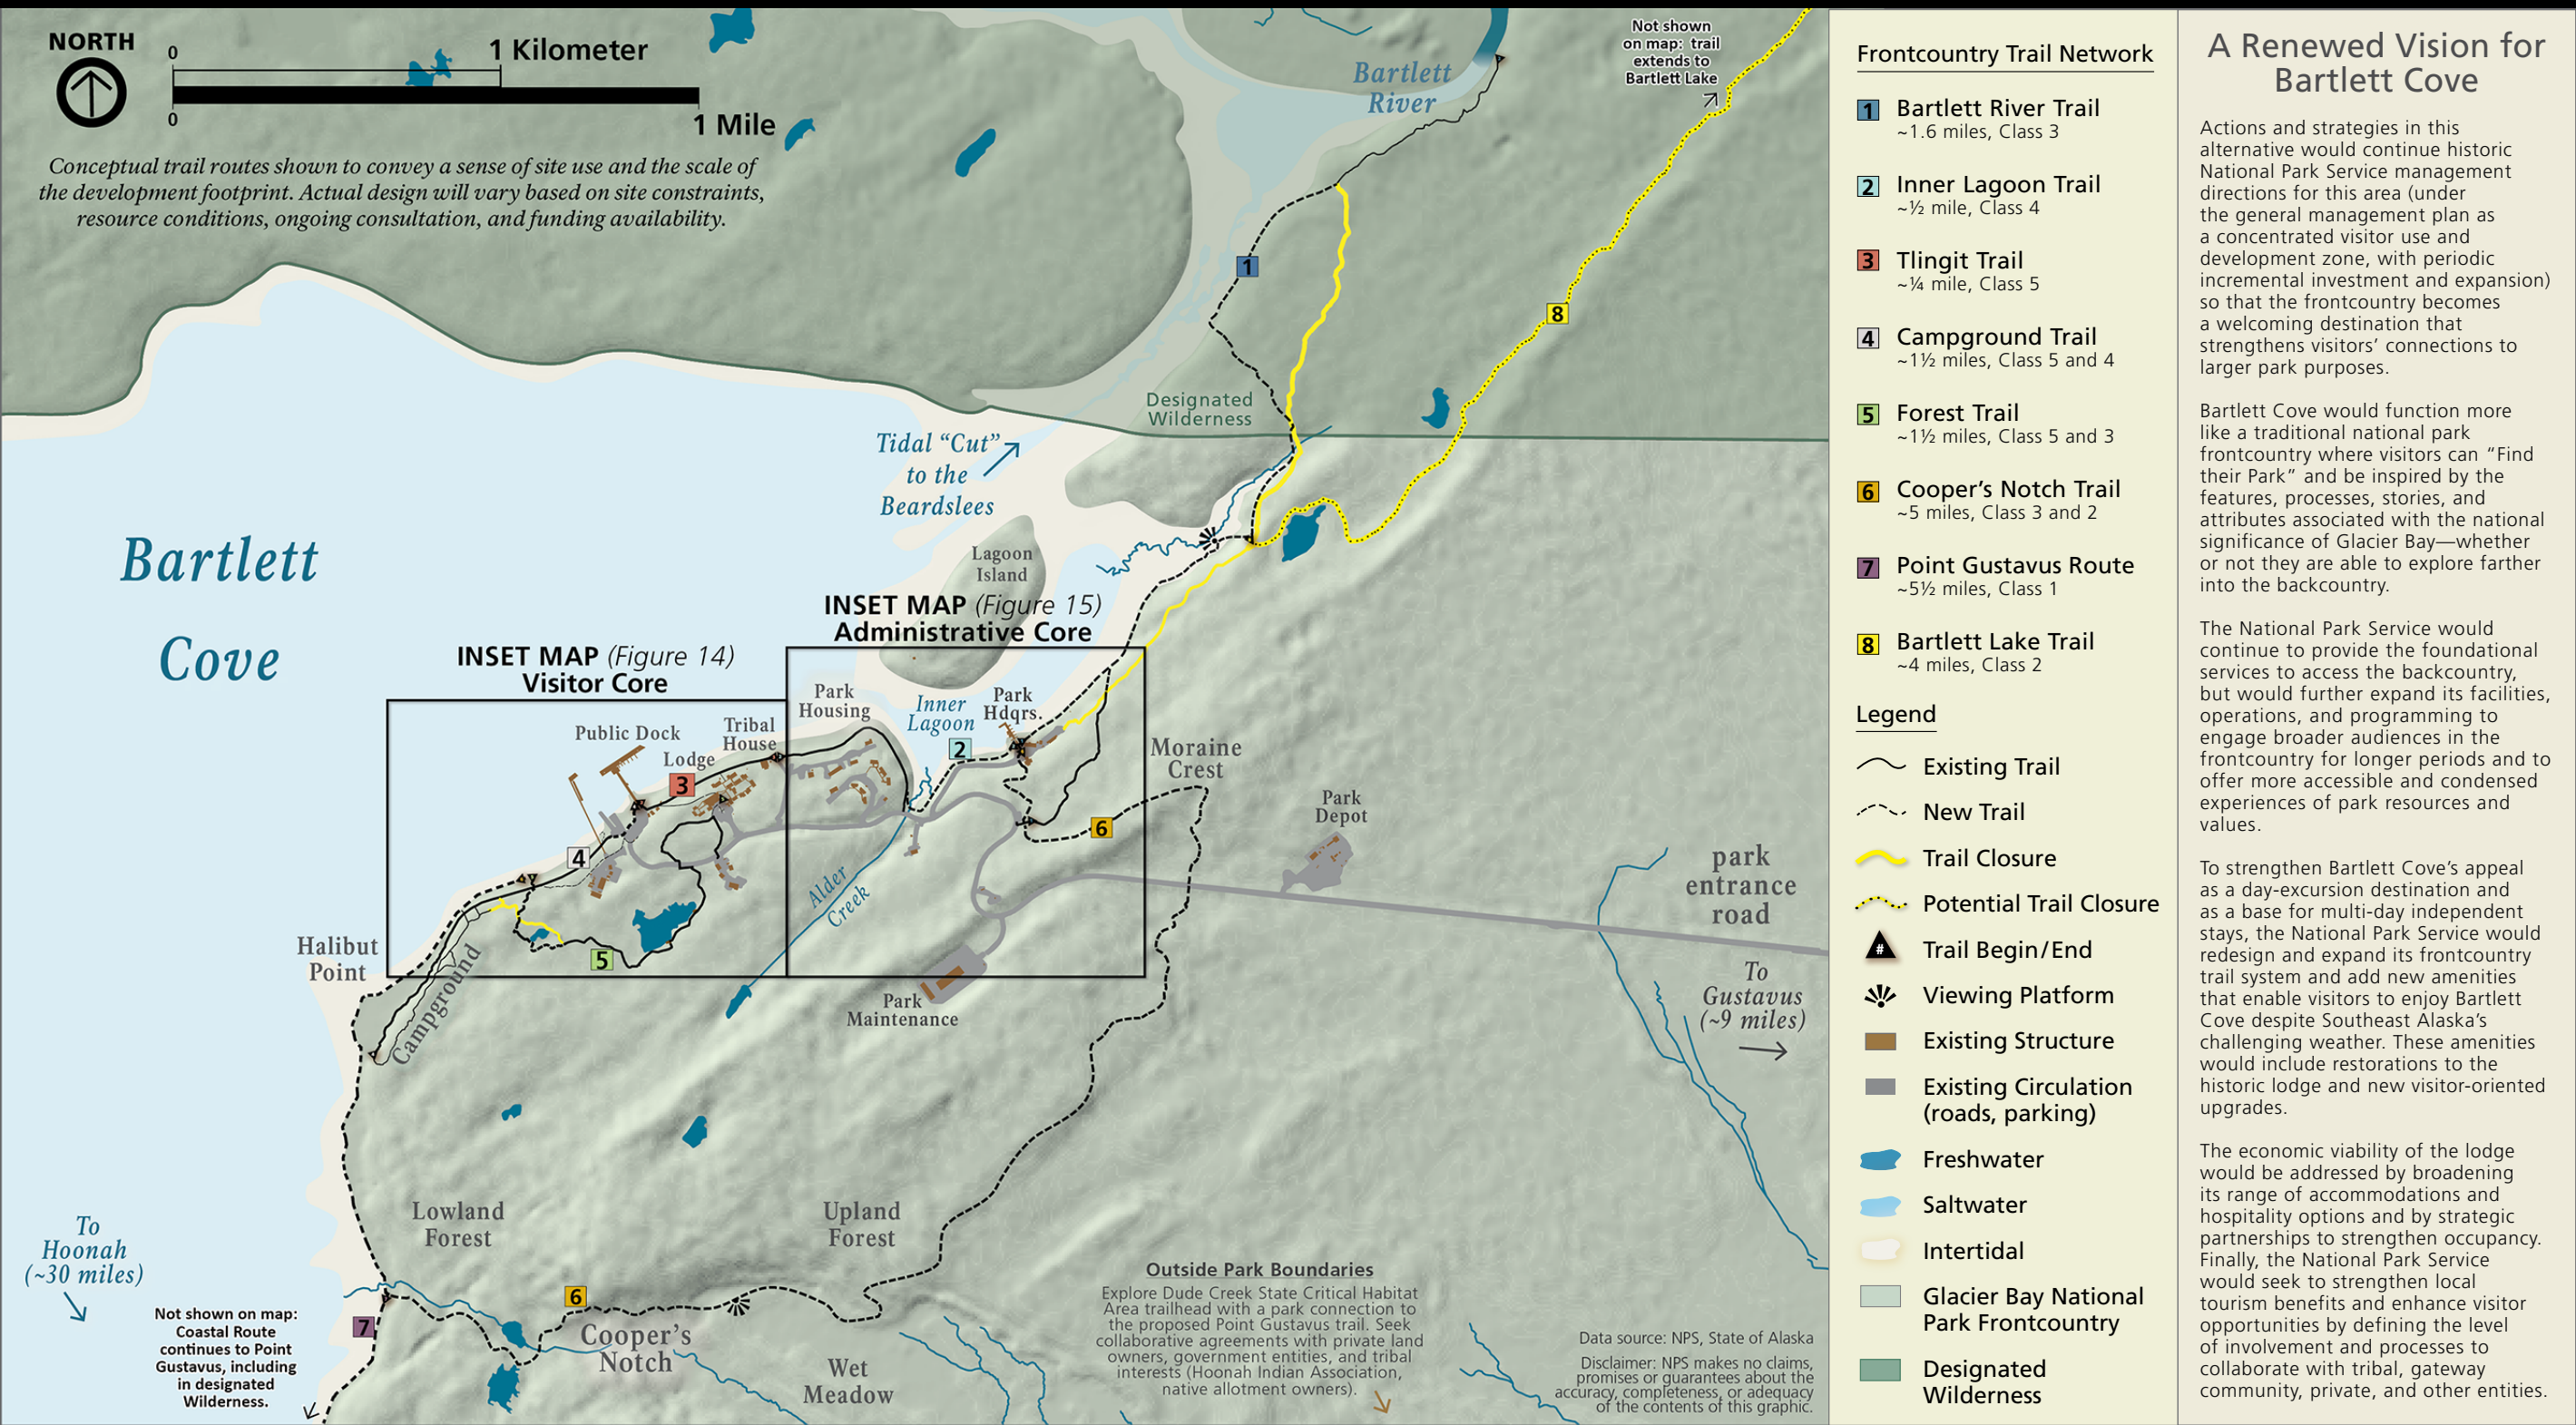 NORTH
0
1 Kilometer
0
1 Mile
Conceptual trail routes shown to convey a sense of site use and the scale of
the development footprint. Actual design will vary based on site constraints,
resource conditions, ongoing consultation, and funding availability.
Bartlett
River
Not shown
on map: trail
extends to
Bartlett Lake
1
8
Designated
Wilderness
Tidal “Cut”
to the
Beardslees
Bartlett
Cove
Lagoon
Island
INSET MAP (Figure 15)
Administrative Core
INSET MAP (Figure 14)
Visitor Core
Park
Housing
Inner
Lagoon
Park
Hdqrs.
Public Dock
Tribal
House
Lodge
2
3
Moraine
Crest
Park
Depot
6
4
park
entrance
road
Alder
Creek
Halibut
Point
Campground
5
Park
Maintenance
To
Gustavus
(~9 miles)
Lowland
Forest
Upland
Forest
To
Hoonah
(~30 miles)
Not shown on map:
Coastal Route
continues to Point
Gustavus, including
in designated
Wilderness.
7
6
Cooper’s
Notch
Wet
Meadow
Outside Park Boundaries
Explore Dude Creek State Critical Habitat
Area trailhead with a park connection to
the proposed Point Gustavus trail. Seek
collaborative agreements with private land
owners, government entities, and tribal
interests (Hoonah Indian Association,
native allotment owners).
Data source: NPS, State of Alaska
Disclaimer: NPS makes no claims,
promises or guarantees about the
accuracy, completeness, or adequacy
of the contents of this graphic.
Frontcountry Trail Network
1 Bartlett River Trail
~1.6 miles, Class 3
2 Inner Lagoon Trail
~½ mile, Class 4
3 Tlingit Trail
~¼ mile, Class 5
4 Campground Trail
~1½ miles, Class 5 and 4
5 Forest Trail
~1½ miles, Class 5 and 3
6 Cooper’s Notch Trail
~5 miles, Class 3 and 2
7 Point Gustavus Route
~5½ miles, Class 1
8 Bartlett Lake Trail
~4 miles, Class 2
Legend
Existing Trail
New Trail
Trail Closure
Potential Trail Closure
# Trail Begin/End
Viewing Platform
Existing Structure
Existing Circulation
(roads, parking)
Freshwater
Saltwater
Intertidal
Glacier Bay National
Park Frontcountry
Designated
Wilderness
A Renewed Vision for
Bartlett Cove
Actions and strategies in this
alternative would continue historic
National Park Service management
directions for this area (under
the general management plan as
a concentrated visitor use and
development zone, with periodic
incremental investment and expansion)
so that the frontcountry becomes
a welcoming destination that
strengthens visitors’ connections to
larger park purposes.
Bartlett Cove would function more
like a traditional national park
frontcountry where visitors can “Find
their Park” and be inspired by the
features, processes, stories, and
attributes associated with the national
significance of Glacier Bay—whether
or not they are able to explore farther
into the backcountry.
The National Park Service would
continue to provide the foundational
services to access the backcountry,
but would further expand its facilities,
operations, and programming to
engage broader audiences in the
frontcountry for longer periods and to
offer more accessible and condensed
experiences of park resources and
values.
To strengthen Bartlett Cove’s appeal
as a day-excursion destination and
as a base for multi-day independent
stays, the National Park Service would
redesign and expand its frontcountry
trail system and add new amenities
that enable visitors to enjoy Bartlett
Cove despite Southeast Alaska’s
challenging weather. These amenities
would include restorations to the
historic lodge and new visitor-oriented
upgrades.
The economic viability of the lodge
would be addressed by broadening
its range of accommodations and
hospitality options and by strategic
partnerships to strengthen occupancy.
Finally, the National Park Service
would seek to strengthen local
tourism benefits and enhance visitor
opportunities by defining the level
of involvement and processes to
collaborate with tribal, gateway
community, private, and other entities.